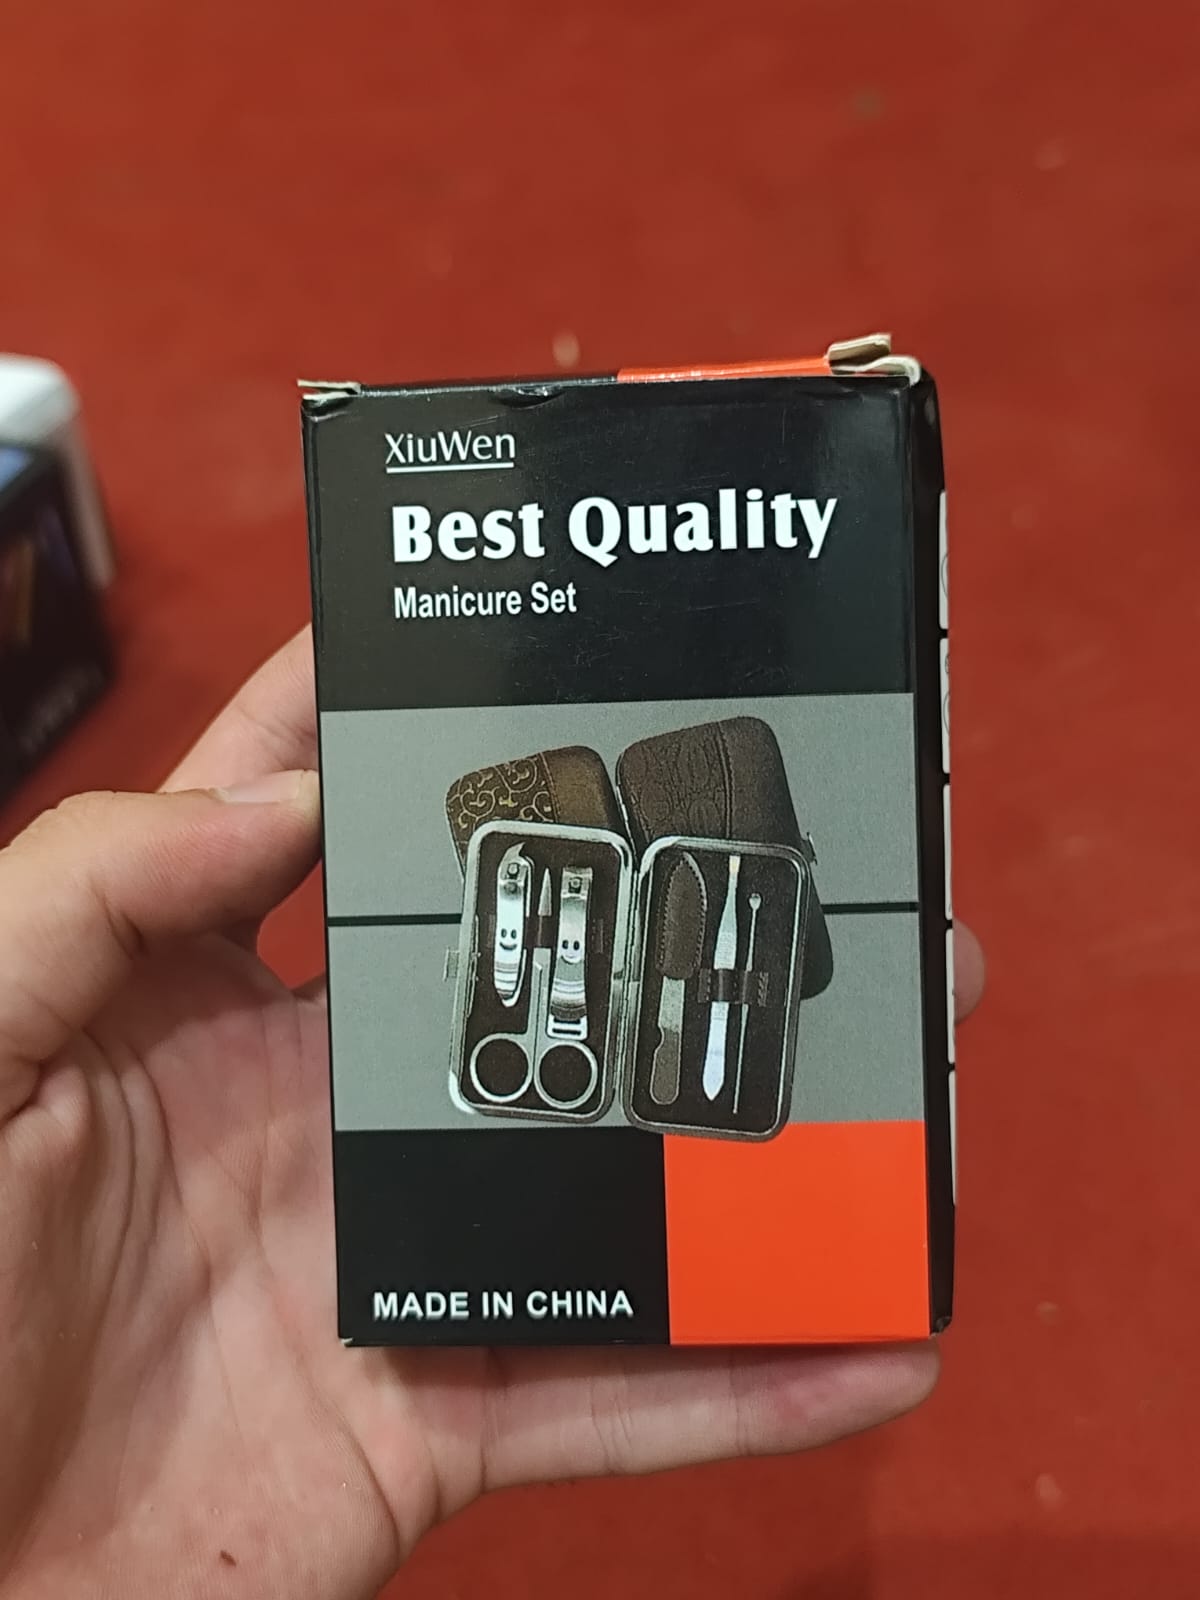 XiuWen
Best Quality
Manicure Set
MADE IN CHINA